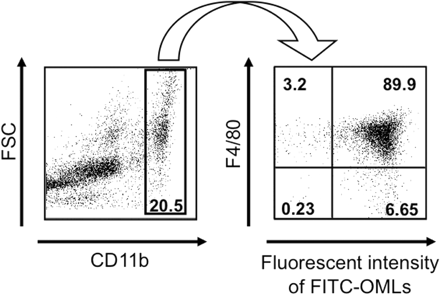 FSC
20.5
CD11b
F4/80
3.2
89.9
0.23
6.65
Fluorescent intensity
of FITC-OMLs